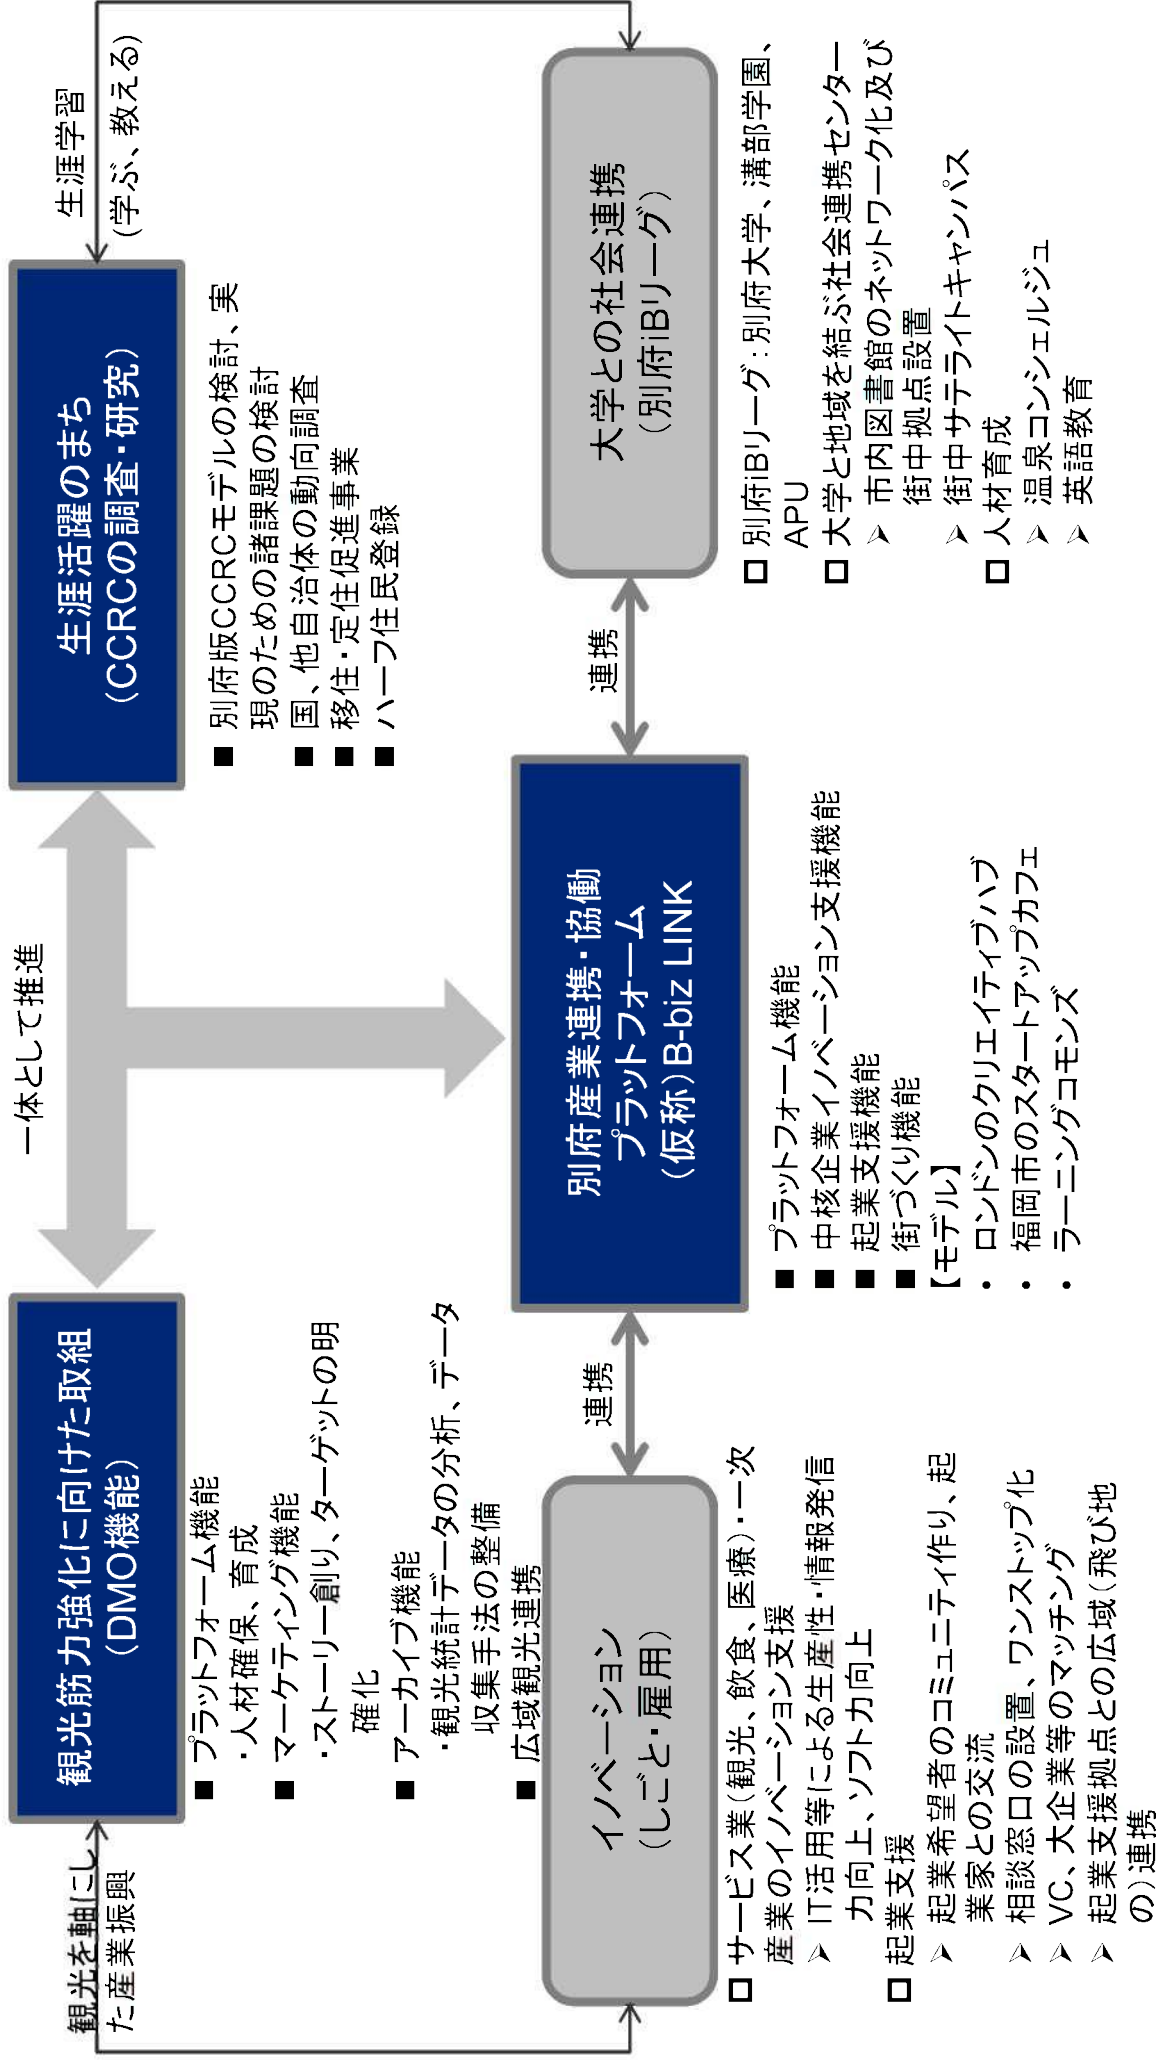 一体として推進
観光を軸にし
た産業振興
観光筋力強化に向けた取組
（DMO機能）
■ プラットフォーム機能
・人材確保、育成
■ マーケティング機能
・ストーリー創り、ターゲットの明
確化
■ アーカイブ機能
・観光統計データの分析、データ
収集手法の整備
■ 広域観光連携
生涯活躍のまち
（CCRCの調査・研究）
■ 別府版CCRCモデルの検討、実
現のための諸課題の検討
■ 国、他自治体の動向調査
■ 移住・定住促進事業
■ ハーフ住民登録
生涯学習
(学ぶ、教える)
イノベーション
（しごと・雇用）
□ サービス業（観光、飲食、医療）・一次
産業のイノベーション支援
➢ IT活用等による生産性・情報発信
力向上、ソフト力向上
□ 起業支援
➢ 起業希望者のコミュニティ作り、起
業家との交流
➢ 相談窓口の設置、ワンストップ化
➢ VC、大企業等のマッチング
➢ 起業支援拠点との広域（飛び地
の）連携
連携
別府産業連携・協働
プラットフォーム
（仮称）B-biz LINK
■ プラットフォーム機能
■ 中核企業イノベーション支援機能
■ 起業支援機能
■ 街づくり機能
【モデル】
・ ロンドンのクリエイティブハブ
・ 福岡市のスタートアップカフェ
・ ラーニングコモンズ
連携
大学との社会連携
（別府iBリーグ）
□ 別府iBリーグ：別府大学、溝部学園、
APU
□ 大学と地域を結ぶ社会連携センター
➢ 市内図書館のネットワーク化及び
街中拠点設置
➢ 街中サテライトキャンパス
□ 人材育成
➢ 温泉コンシェルジュ
➢ 英語教育